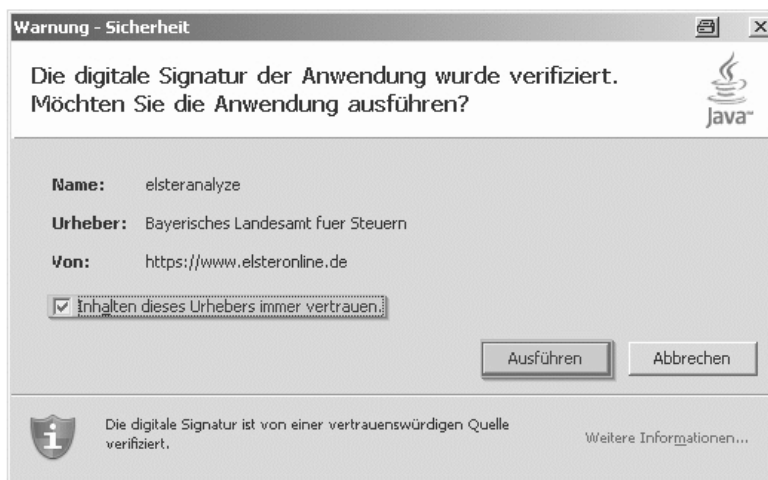 Warnung - Sicherheit
Die digitale Signatur der Anwendung wurde verifiziert.
Möchten Sie die Anwendung ausführen?
Java™
Name: elsteranalyze
Urheber: Bayerisches Landesamt fuer Steuern
Von: https://www.elsteronline.de
Inhalten dieses Urhebers immer vertrauen.
Ausführen Abbrechen
Die digitale Signatur ist von einer vertrauenswürdigen Quelle
verifiziert.
Weitere Informationen...